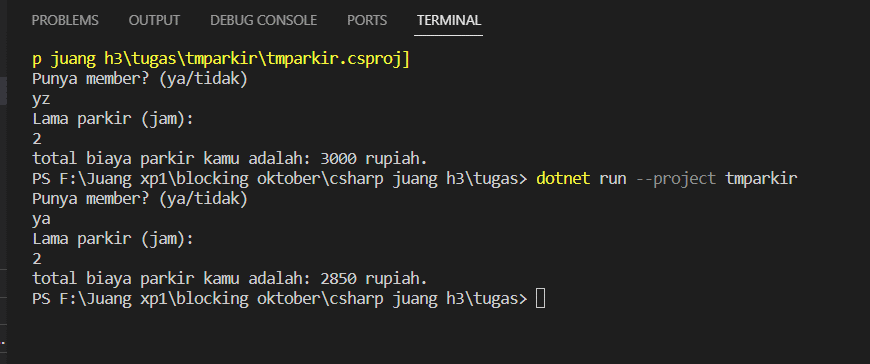 PROBLEMS OUTPUT DEBUG CONSOLE PORTS TERMINAL
p juang h3\tugas\tmparkir\tmparkir.csproj]
Punya member? (ya/tidak)
yz
Lama parkir (jam):
2
total biaya parkir kamu adalah: 3000 rupiah.
PS F:\Juang xp1\blocking oktober\csharp juang h3\tugas> dotnet run --project tmparkir
Punya member? (ya/tidak)
ya
Lama parkir (jam):
2
total biaya parkir kamu adalah: 2850 rupiah.
PS F:\Juang xp1\blocking oktober\csharp juang h3\tugas>